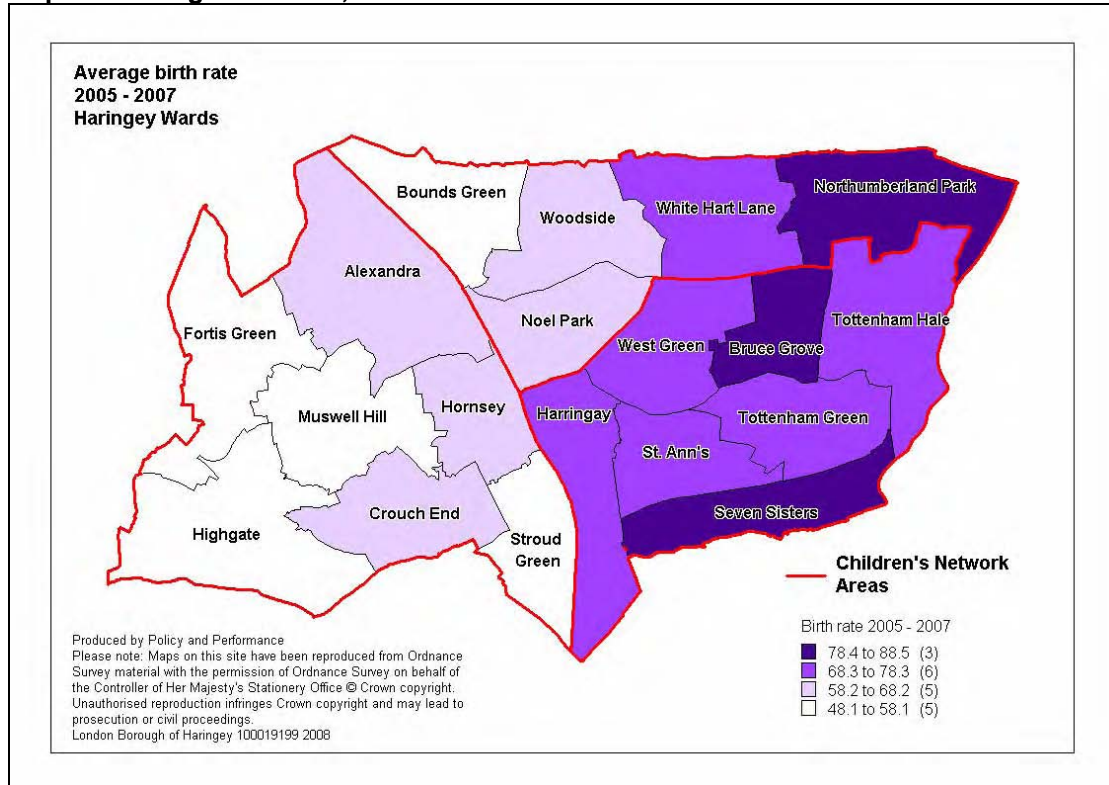 Average birth rate
2005 - 2007
Haringey Wards
Bounds Green
Northumberland Park
Woodside
White Hart Lane
Alexandra
Noel Park
Tottenham Hale
Fortis Green
West Green
Bruce Grove
Muswell Hill
Hornsey
Harringay
Tottenham Green
St. Ann's
Crouch End
Seven Sisters
Highgate
Stroud
Green
Children's Network
Areas
Birth rate 2005 - 2007
78.4 to 88.5 (3)
68.3 to 78.3 (6)
58.2 to 68.2 (5)
48.1 to 58.1 (5)
Produced by Policy and Performance
Please note: Maps on this site have been reproduced from Ordnance
Survey material with the permission of Ordnance Survey on behalf of
the Controller of Her Majesty's Stationery Office © Crown copyright.
Unauthorised reproduction infringes Crown copyright and may lead to
prosecution or civil proceedings.
London Borough of Haringey 100019199 2008